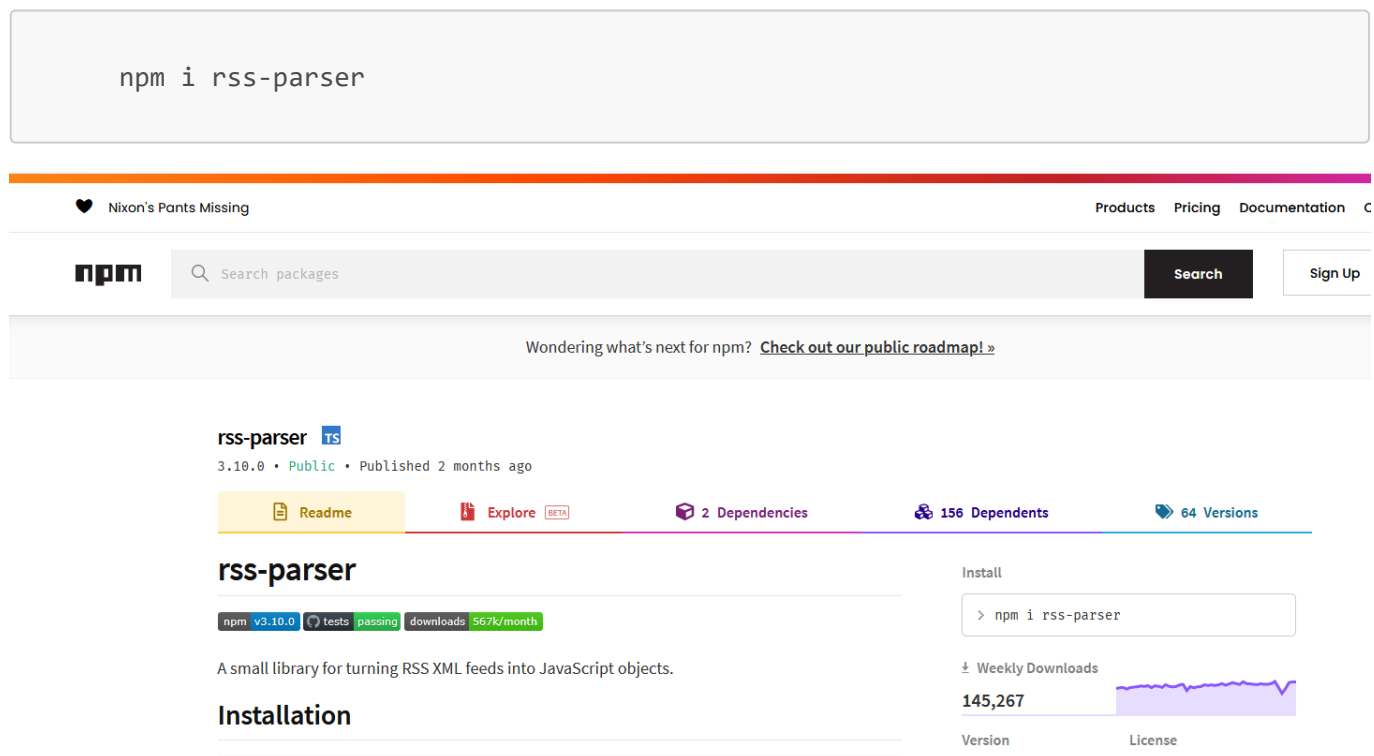 npm i rss-parser
Nixon's Pants Missing
Products Pricing Documentation
npm
Search packages
Search
Sign Up
Wondering what's next for npm? Check out our public roadmap! »
rss-parser TS
3.10.0 • Public • Published 2 months ago
Readme
Explore BETA
2 Dependencies
156 Dependents
64 Versions
rss-parser
npm v3.10.0 tests passing downloads 567k/month
A small library for turning RSS XML feeds into JavaScript objects.
Installation
Install
> npm i rss-parser
Weekly Downloads
145,267
Version License